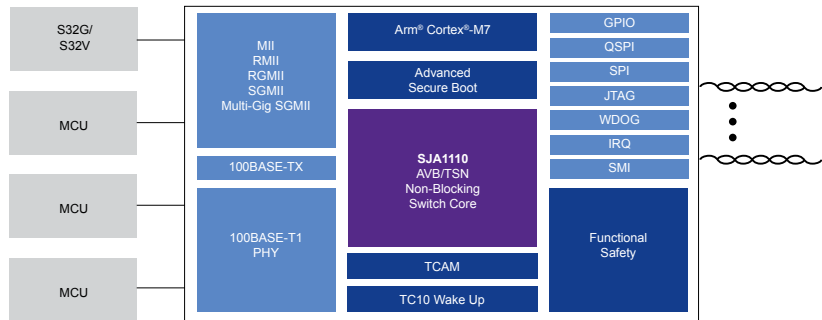 S32G/
S32V
MCU
MCU
MCU
MII
RMII
RGMII
SGMII
Multi-Gig SGMII
100BASE-TX
100BASE-T1
PHY
Arm® Cortex®-M7
Advanced
Secure Boot
SJA1110
AVB/TSN
Non-Blocking
Switch Core
TCAM
TC10 Wake Up
GPIO
QSPI
SPI
JTAG
WDOG
IRQ
SMI
Functional
Safety